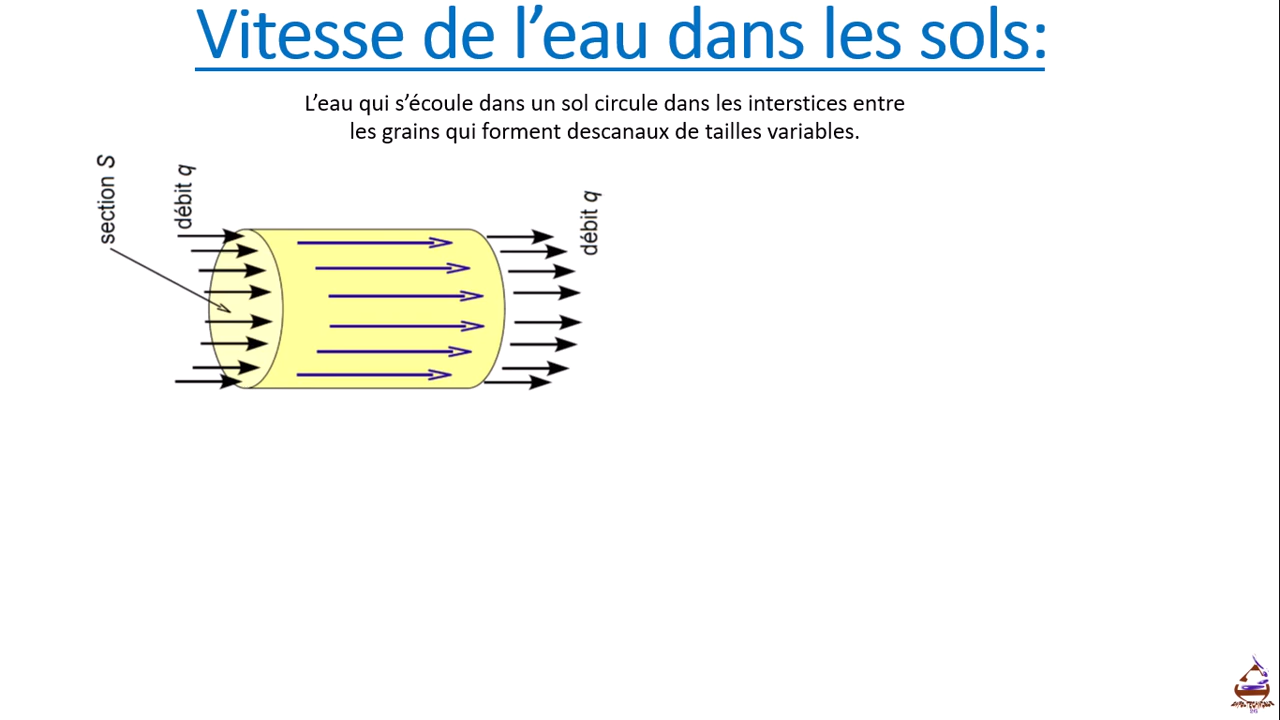 Vitesse de l’eau dans les sols:
L’eau qui s’écoule dans un sol circule dans les interstices entre
les grains qui forment descanaux de tailles variables.
section S
débit q
débit q